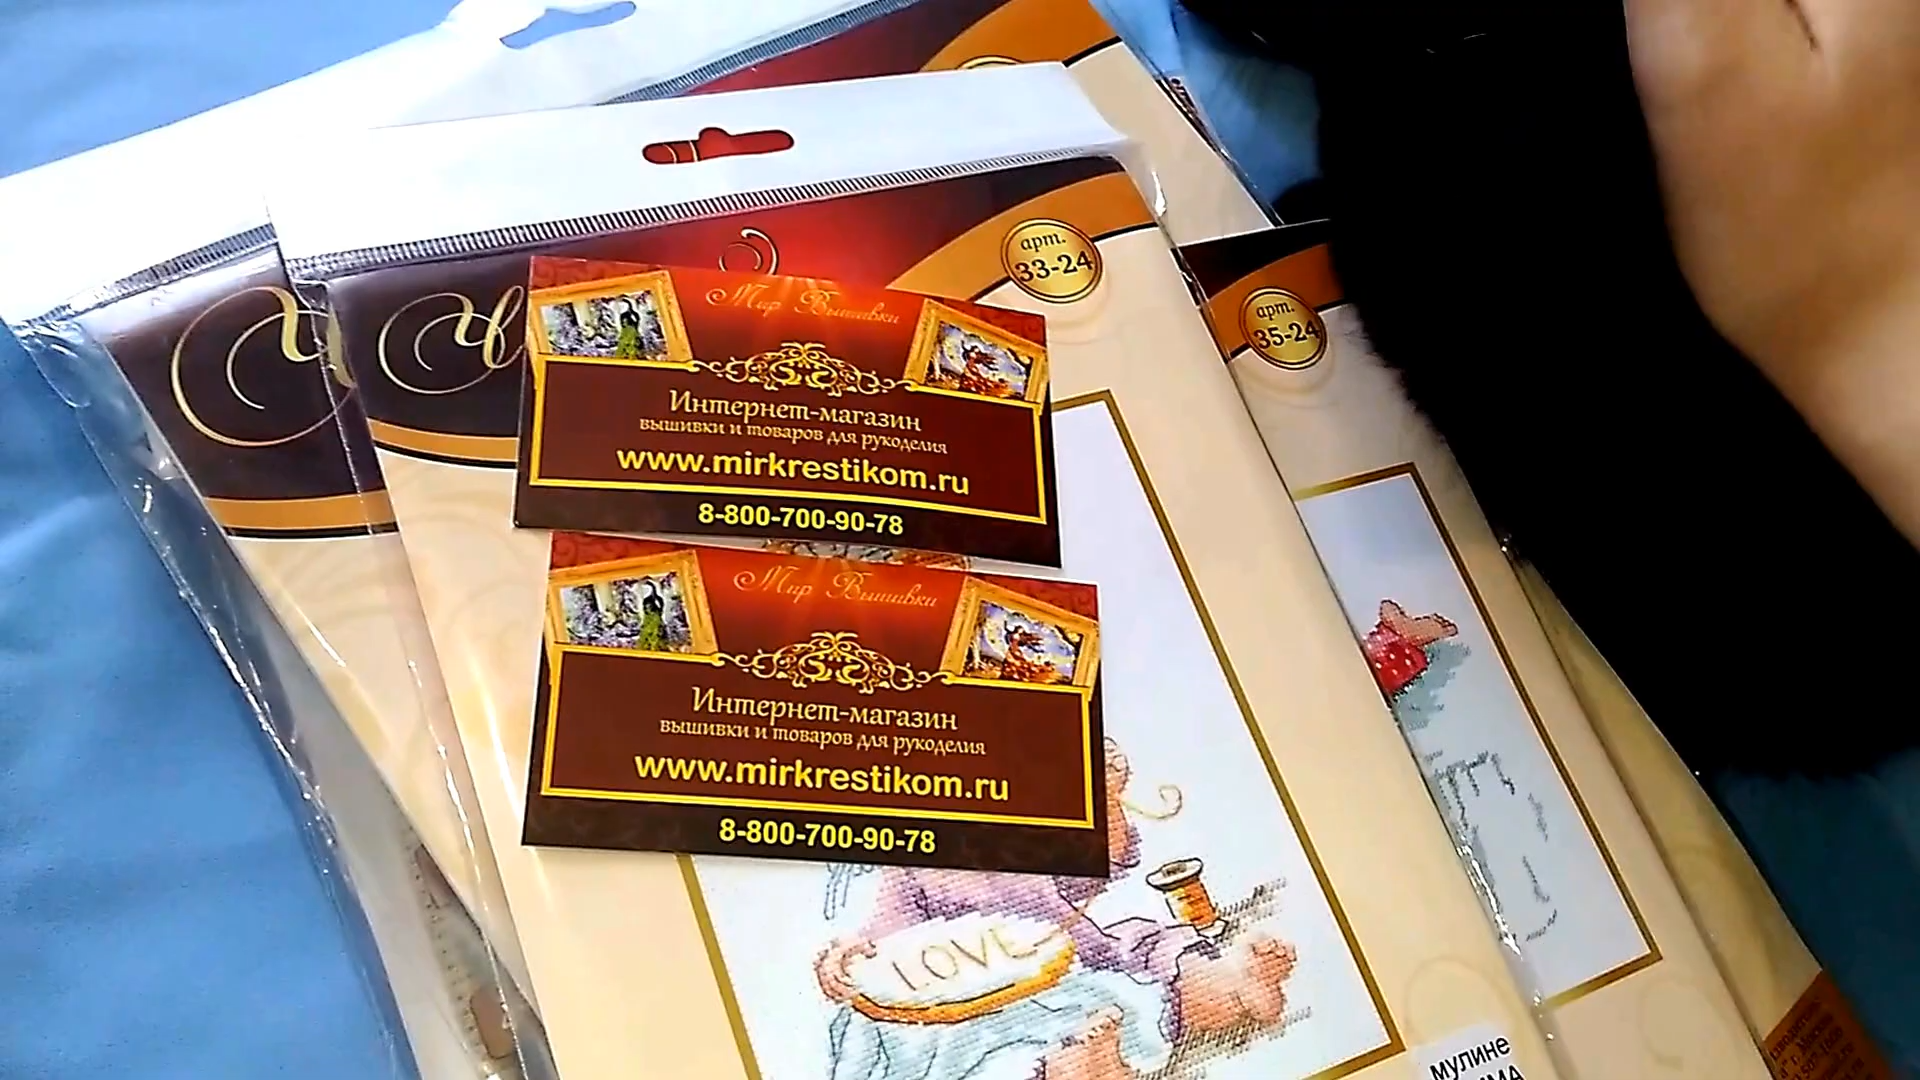 арт.
33-24
арт.
35-24
Мир Вышивки
Интернет-магазин
вышивки и товаров для рукоделия
www.mirkrestikom.ru
8-800-700-90-78
Мир Вышивки
Интернет-магазин
вышивки и товаров для рукоделия
www.mirkrestikom.ru
8-800-700-90-78
LOVE
мулине